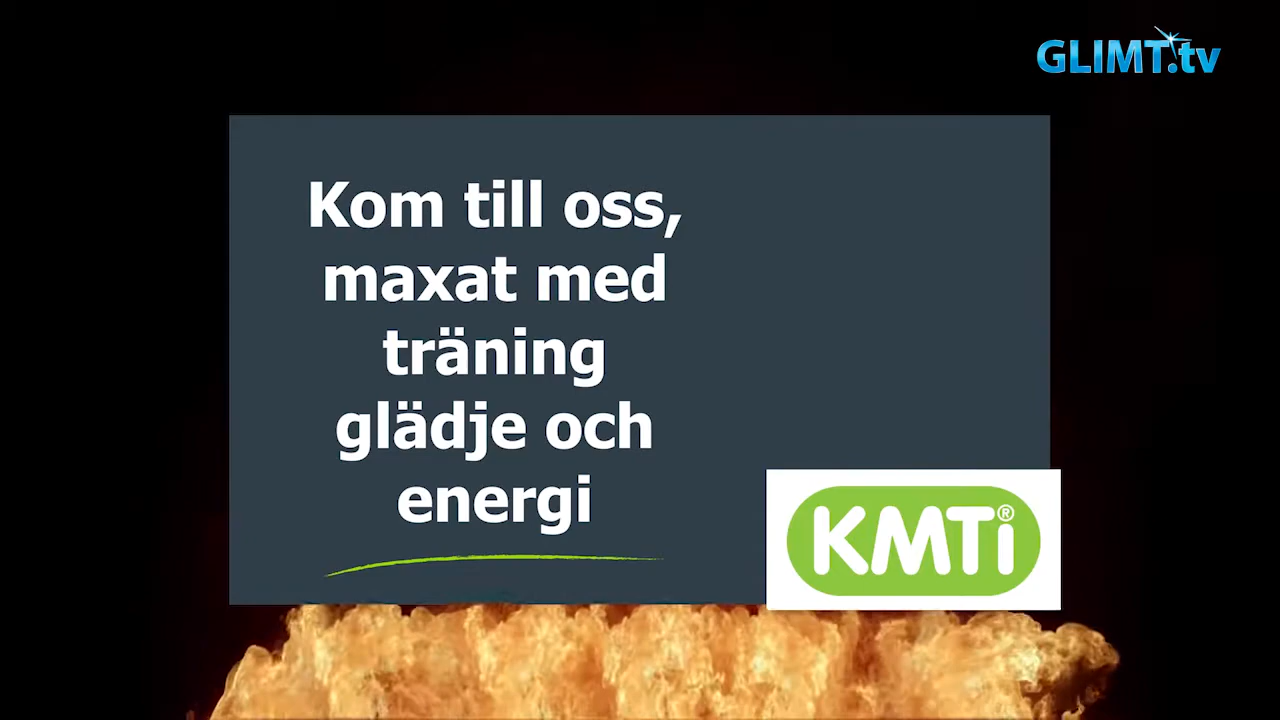 GLIMT.tv
Kom till oss,
maxat med
träning
glädje och
energi
KMTi®